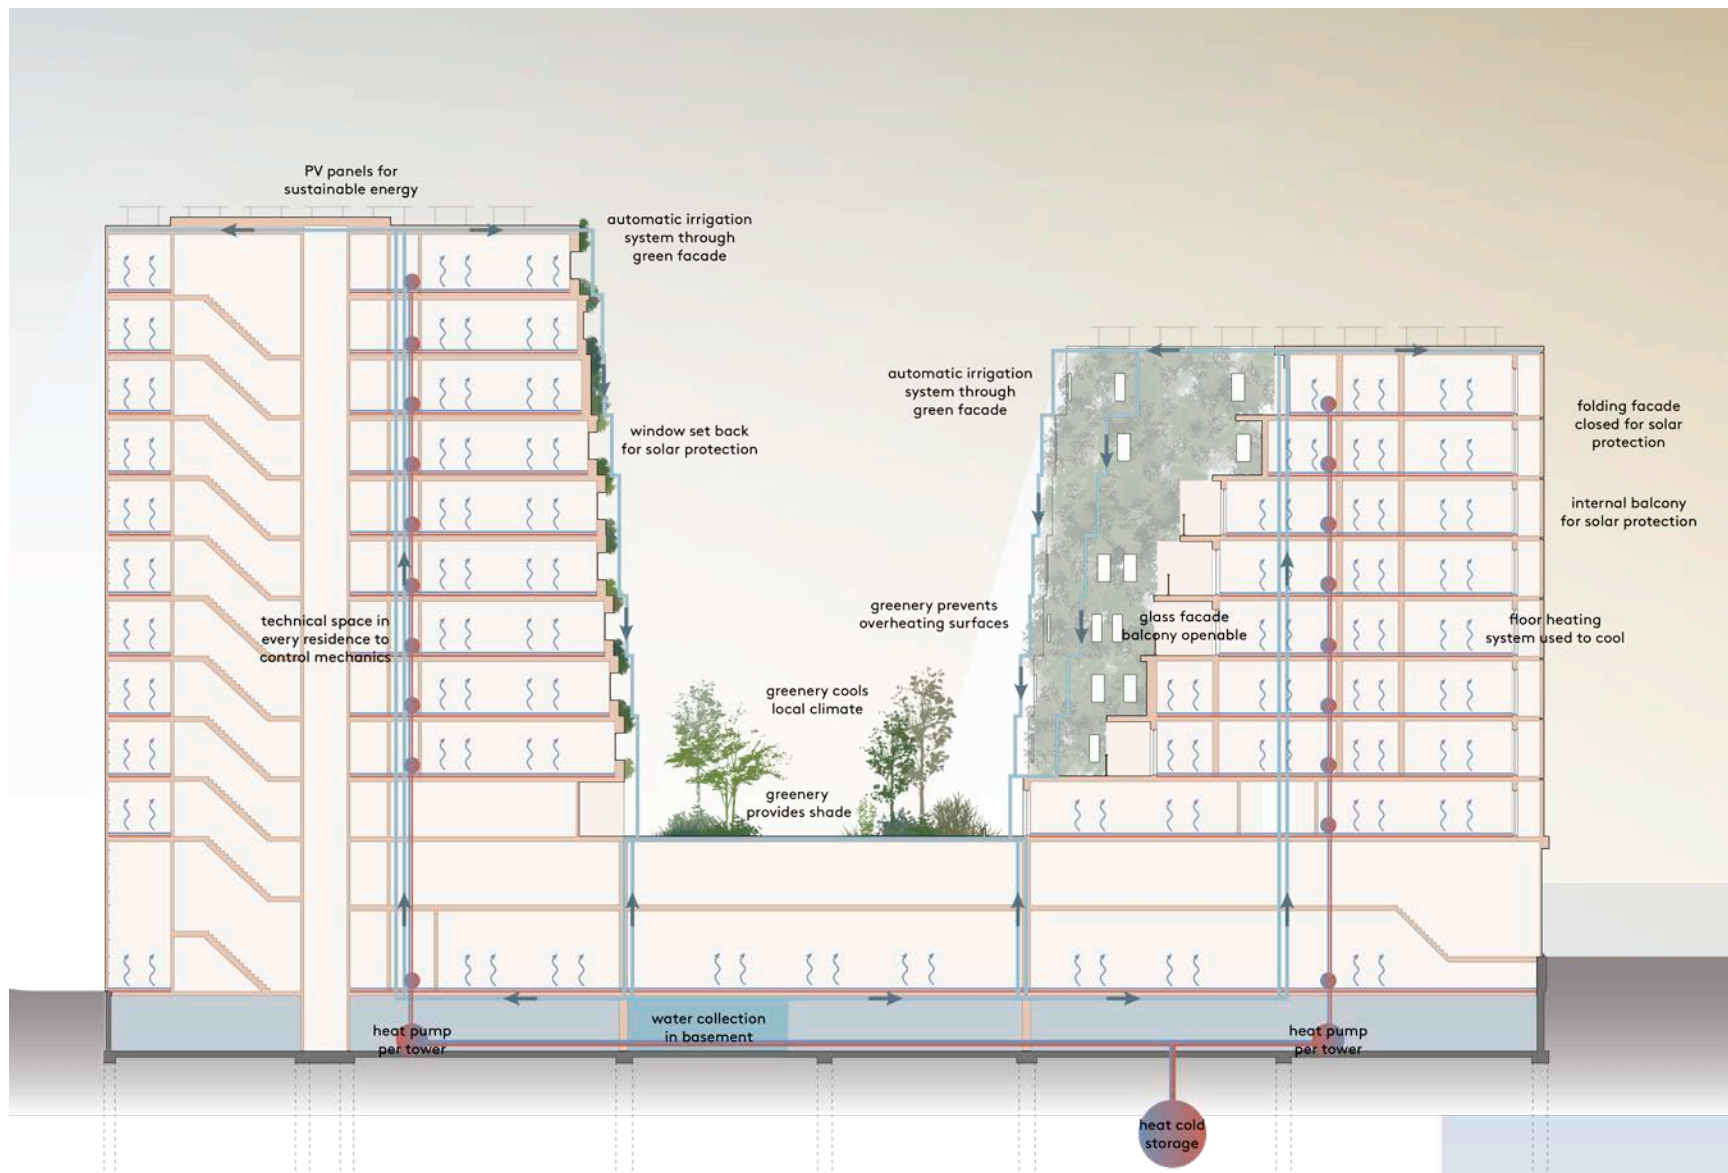 PV panels for
sustainable energy
automatic irrigation
system through
green facade
window set back
for solar protection
automatic irrigation
system through
green facade
folding facade
closed for solar
protection
internal balcony
for solar protection
technical space in
every residence to
control mechanics
greenery prevents
overheating surfaces
glass facade
balcony openable
floor heating
system used to cool
greenery cools
local climate
greenery
provides shade
heat pump
per tower
water collection
in basement
heat pump
per tower
heat cold
storage